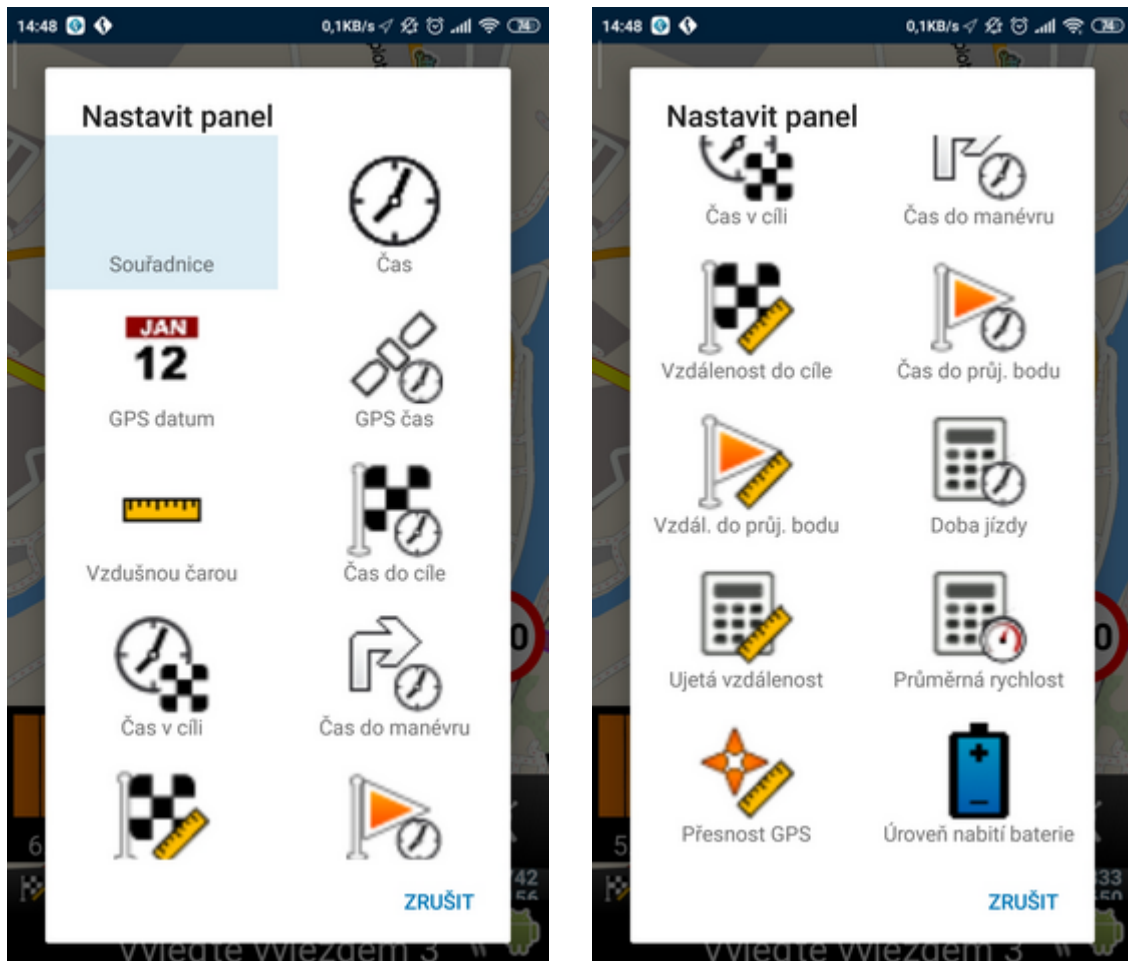 14:48
0,1KB/s
74
Nastavit panel
Souřadnice
Čas
JAN
12
GPS datum
GPS čas
Vzdušnou čarou
Čas do cíle
Čas v cíli
Čas do manévru
ZRUŠIT
14:48
0,1KB/s
74
Nastavit panel
Čas v cíli
Čas do manévru
Vzdálenost do cíle
Čas do průj. bodu
Vzdál. do průj. bodu
Doba jízdy
Ujetá vzdálenost
Průměrná rychlost
Přesnost GPS
Úroveň nabití baterie
ZRUŠIT